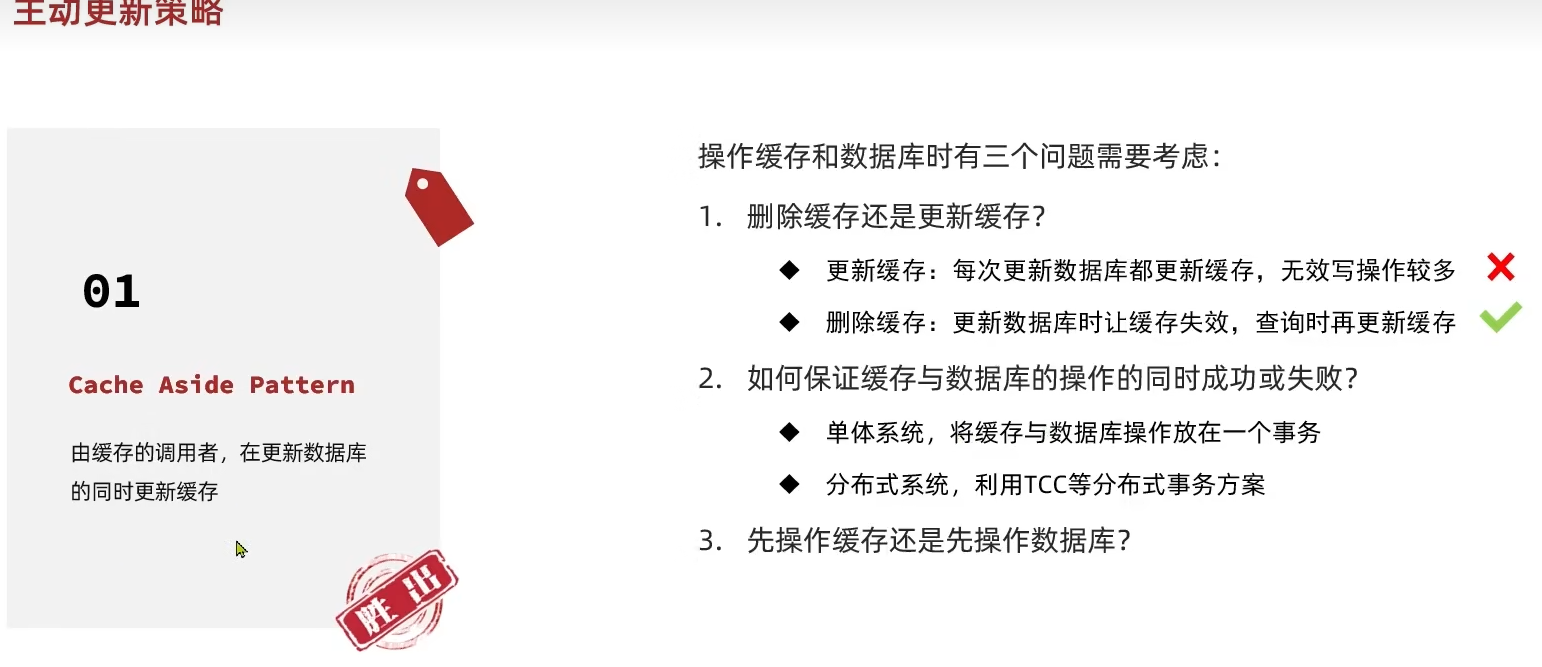 主动更新策略
01
Cache Aside Pattern
由缓存的调用者，在更新数据库
的同时更新缓存
胜出
操作缓存和数据库时有三个问题需要考虑：
1. 删除缓存还是更新缓存？
◆ 更新缓存：每次更新数据库都更新缓存，无效写操作较多
◆ 删除缓存：更新数据库时让缓存失效，查询时再更新缓存
2. 如何保证缓存与数据库的操作的同时成功或失败？
◆ 单体系统，将缓存与数据库操作放在一个事务
◆ 分布式系统，利用TCC等分布式事务方案
3. 先操作缓存还是先操作数据库？